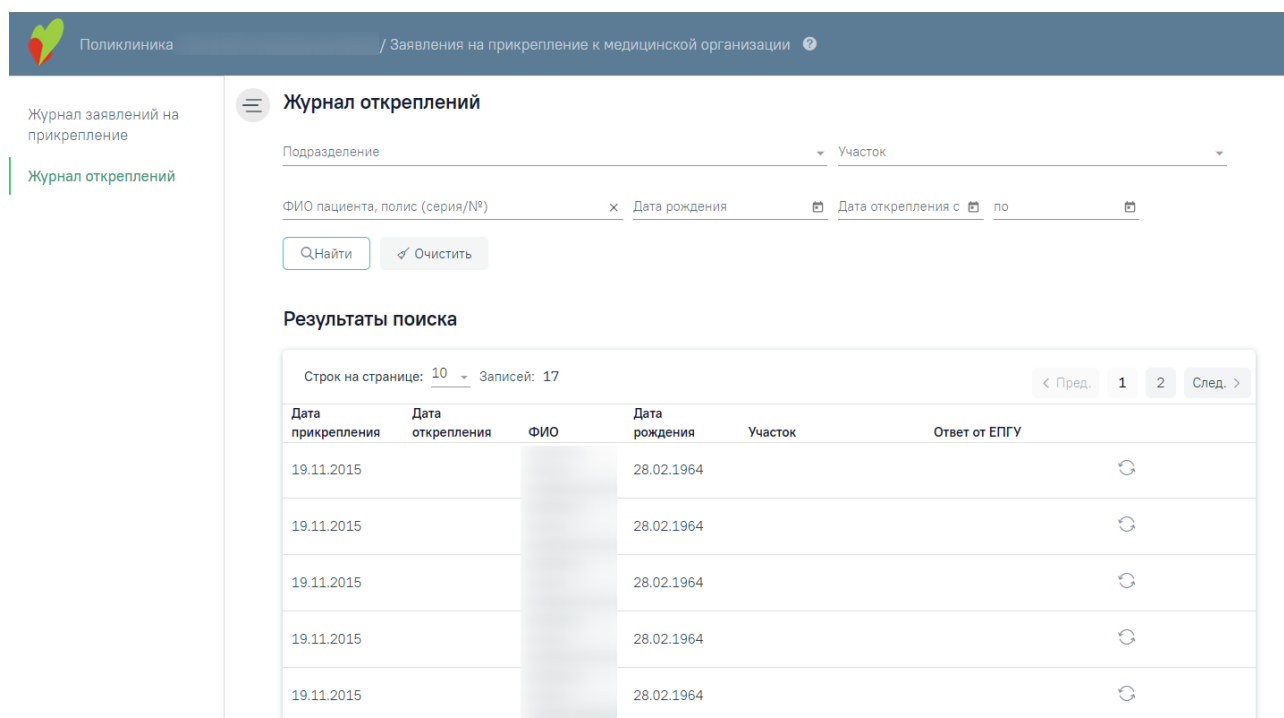 Поликлиника / Заявления на прикрепление к медицинской организации ?
Журнал заявлений на
прикрепление
Журнал откреплений
Журнал откреплений
Подразделение Участок
ФИО пациента, полис (серия/№) Дата рождения Дата открепления с по
Найти Очистить
Результаты поиска
Строк на странице: 10 Записей: 17
< Пред. 1 2 След. >
Дата прикрепления Дата открепления ФИО Дата рождения Участок Ответ от ЕПГУ
19.11.2015 28.02.1964
19.11.2015 28.02.1964
19.11.2015 28.02.1964
19.11.2015 28.02.1964
19.11.2015 28.02.1964